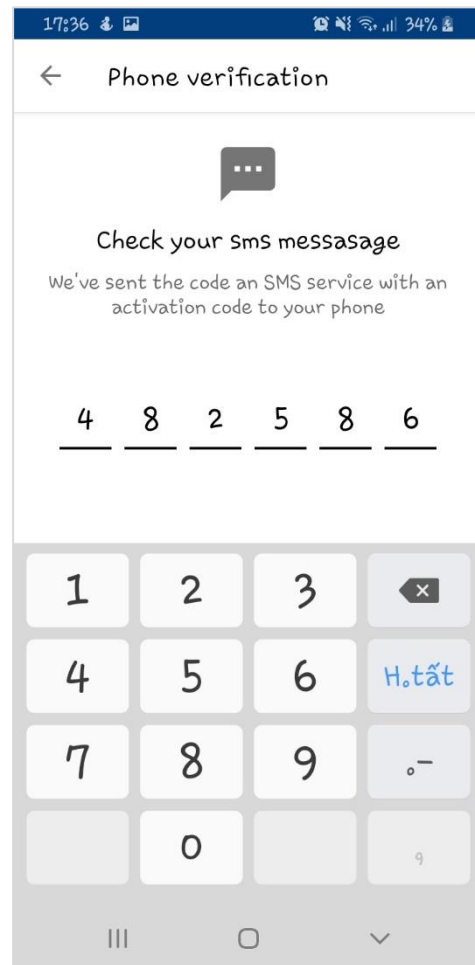 17:36 34%
Phone verification
Check your sms messasage
We've sent the code an SMS service with an
activation code to your phone
4 8 2 5 8 6
1 2 3
4 5 6 H.tất
7 8 9 .-
0 ,